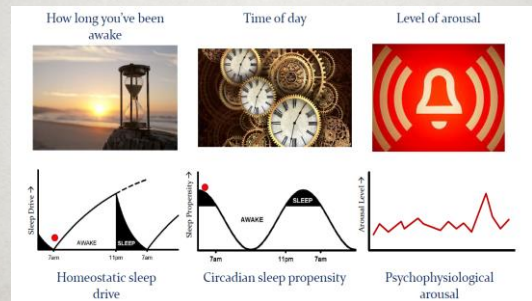 How long you've been
awake
Time of day
Level of arousal
Sleep Drive →
AWAKE
SLEEP
7am
11pm
7am
Sleep Propensity →
AWAKE
SLEEP
7am
11pm
7am
Arousal Level →
Homeostatic sleep
drive
Circadian sleep propensity
Psychophysiological
arousal